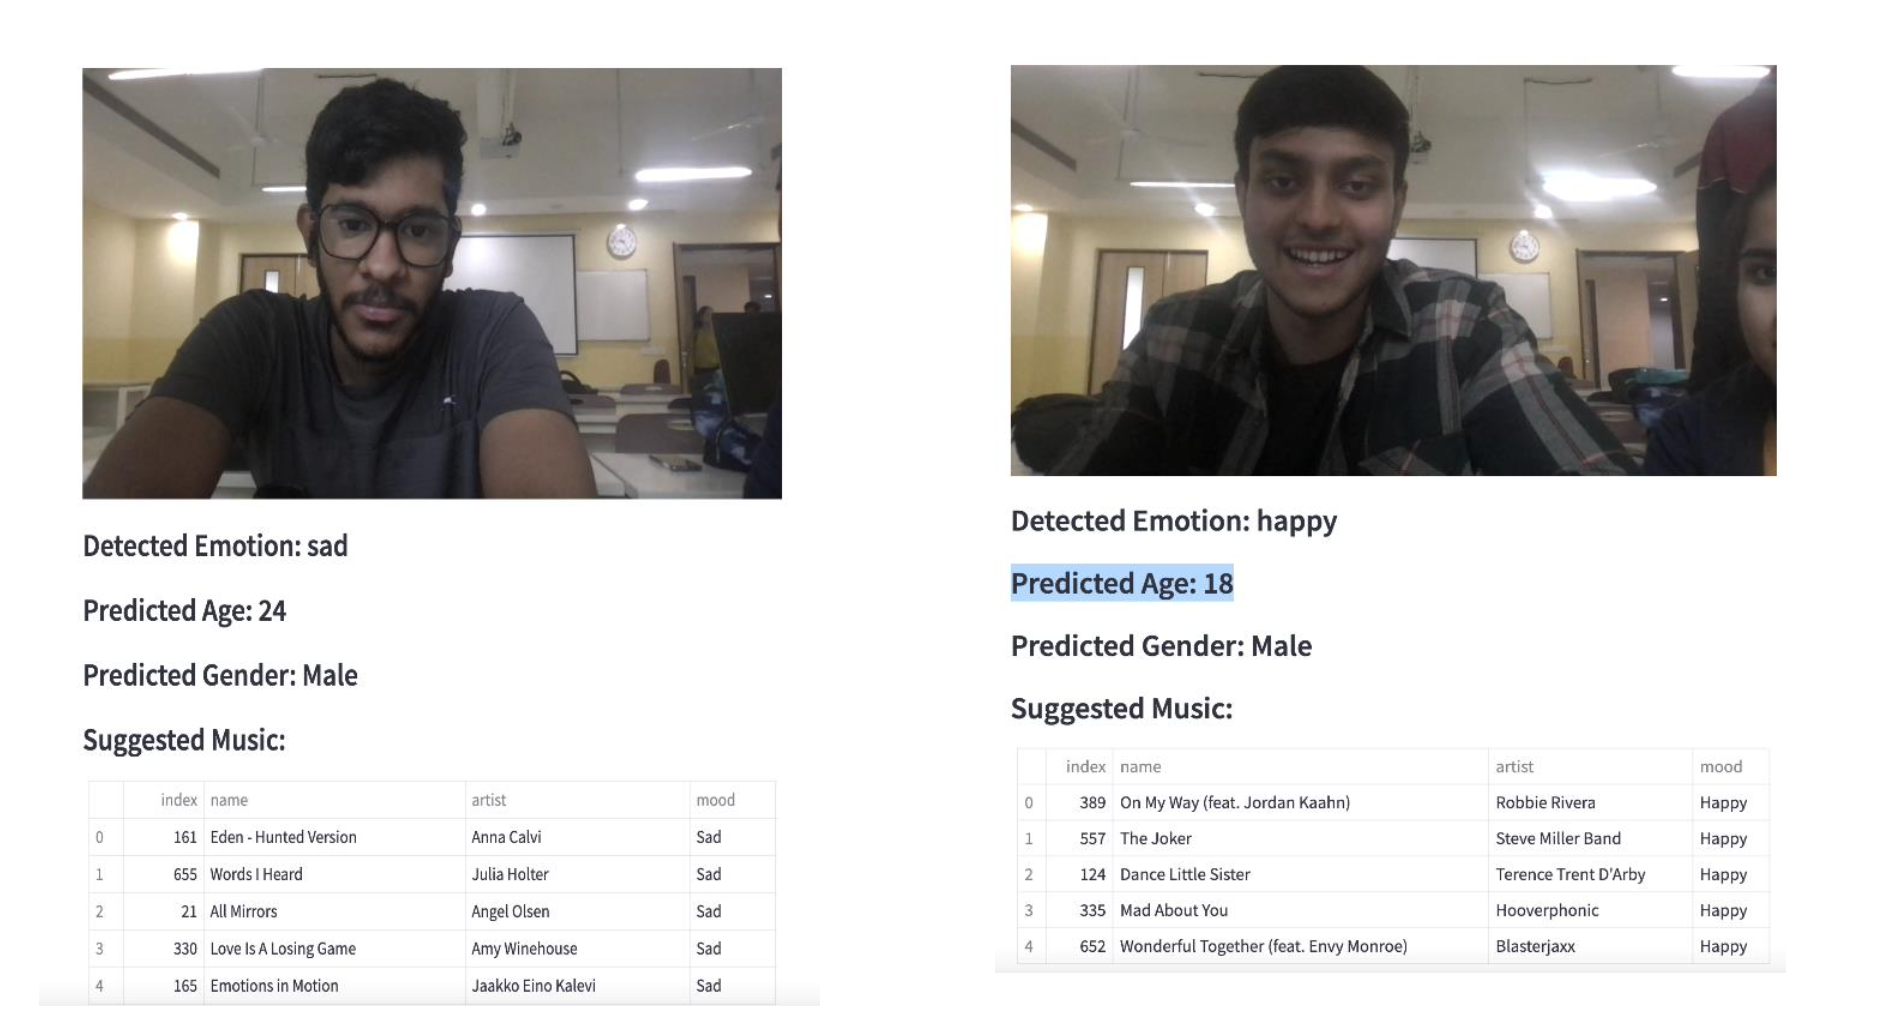 Detected Emotion: sad
Predicted Age: 24
Predicted Gender: Male
Suggested Music:
index name artist mood
0 161 Eden - Hunted Version Anna Calvi Sad
1 655 Words I Heard Julia Holter Sad
2 21 All Mirrors Angel Olsen Sad
3 330 Love Is A Losing Game Amy Winehouse Sad
4 165 Emotions in Motion Jaakko Eino Kalevi Sad
Detected Emotion: happy
Predicted Age: 18
Predicted Gender: Male
Suggested Music:
index name artist mood
0 389 On My Way (feat. Jordan Kaahn) Robbie Rivera Happy
1 557 The Joker Steve Miller Band Happy
2 124 Dance Little Sister Terence Trent D'Arby Happy
3 335 Mad About You Hooverphonic Happy
4 652 Wonderful Together (feat. Envy Monroe) Blasterjaxx Happy